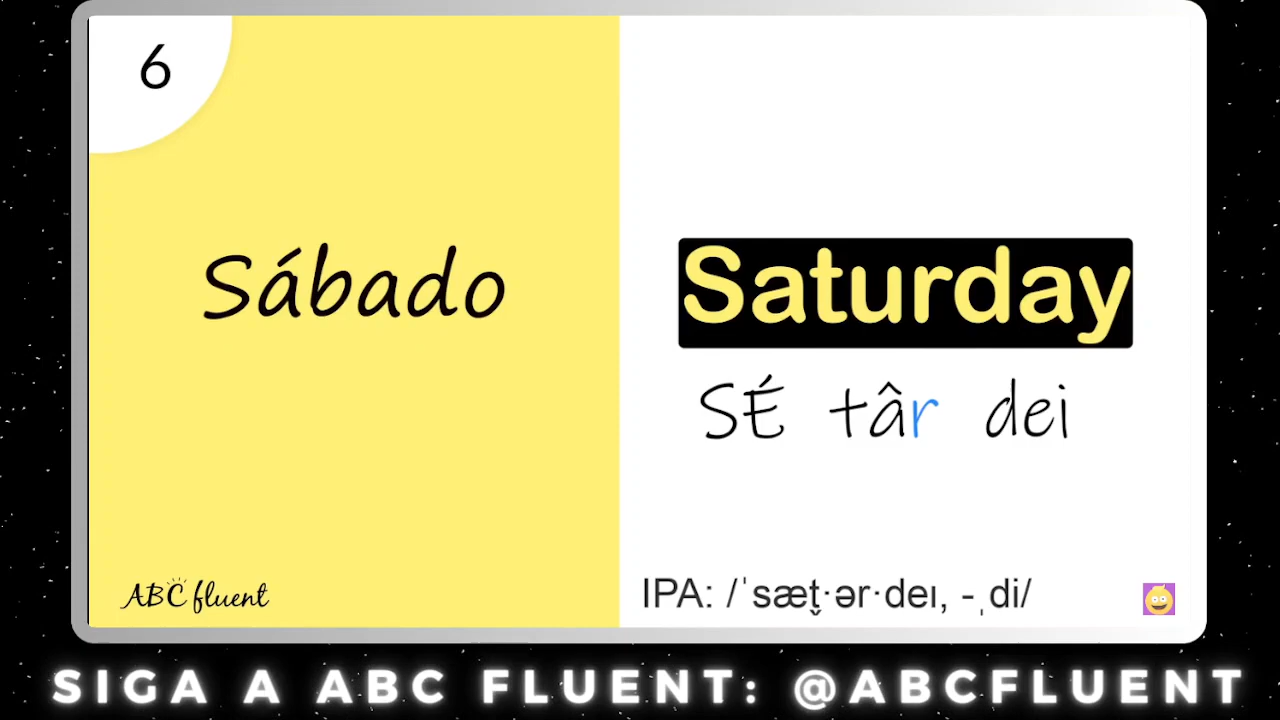 6
Sábado
Saturday
SÉ târ dei
ABC fluent
IPA: /ˈsæt̬·ər·deɪ, -ˌdi/
SIGA A ABC FLUENT: @ABCFLUENT